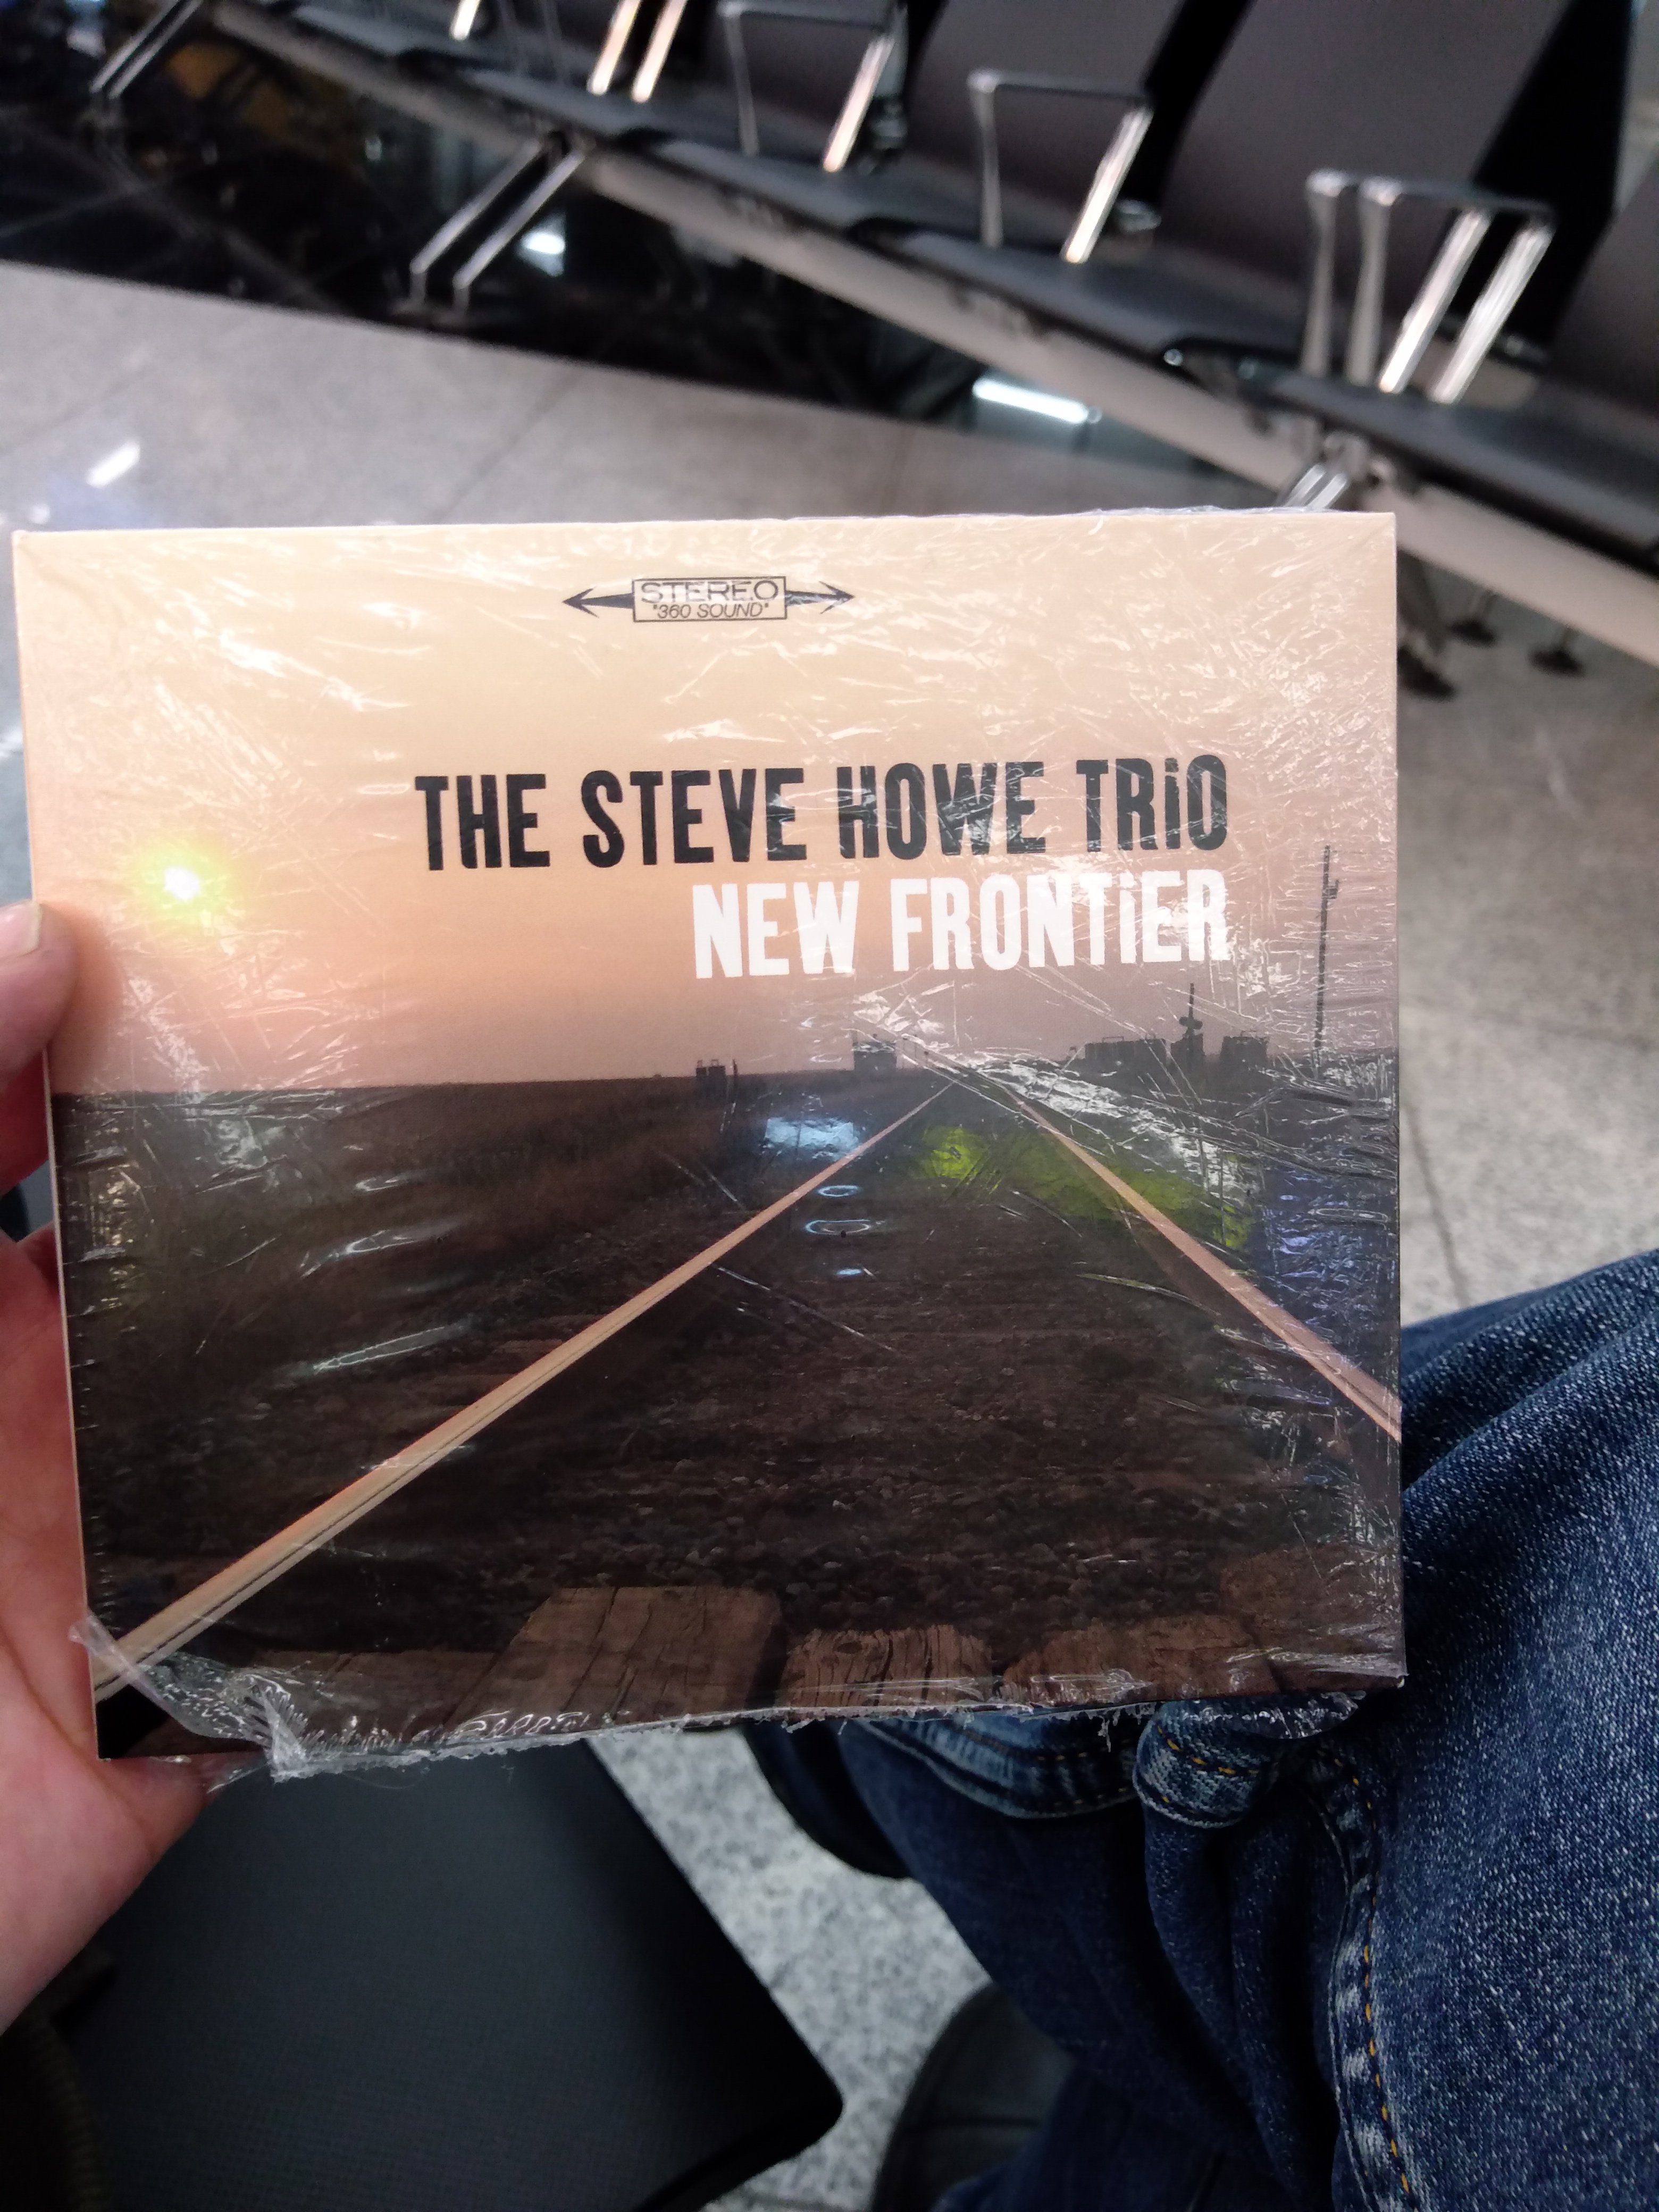 STEREO
"360 SOUND"
THE STEVE HOWE TRiO
NEW FRONTiER